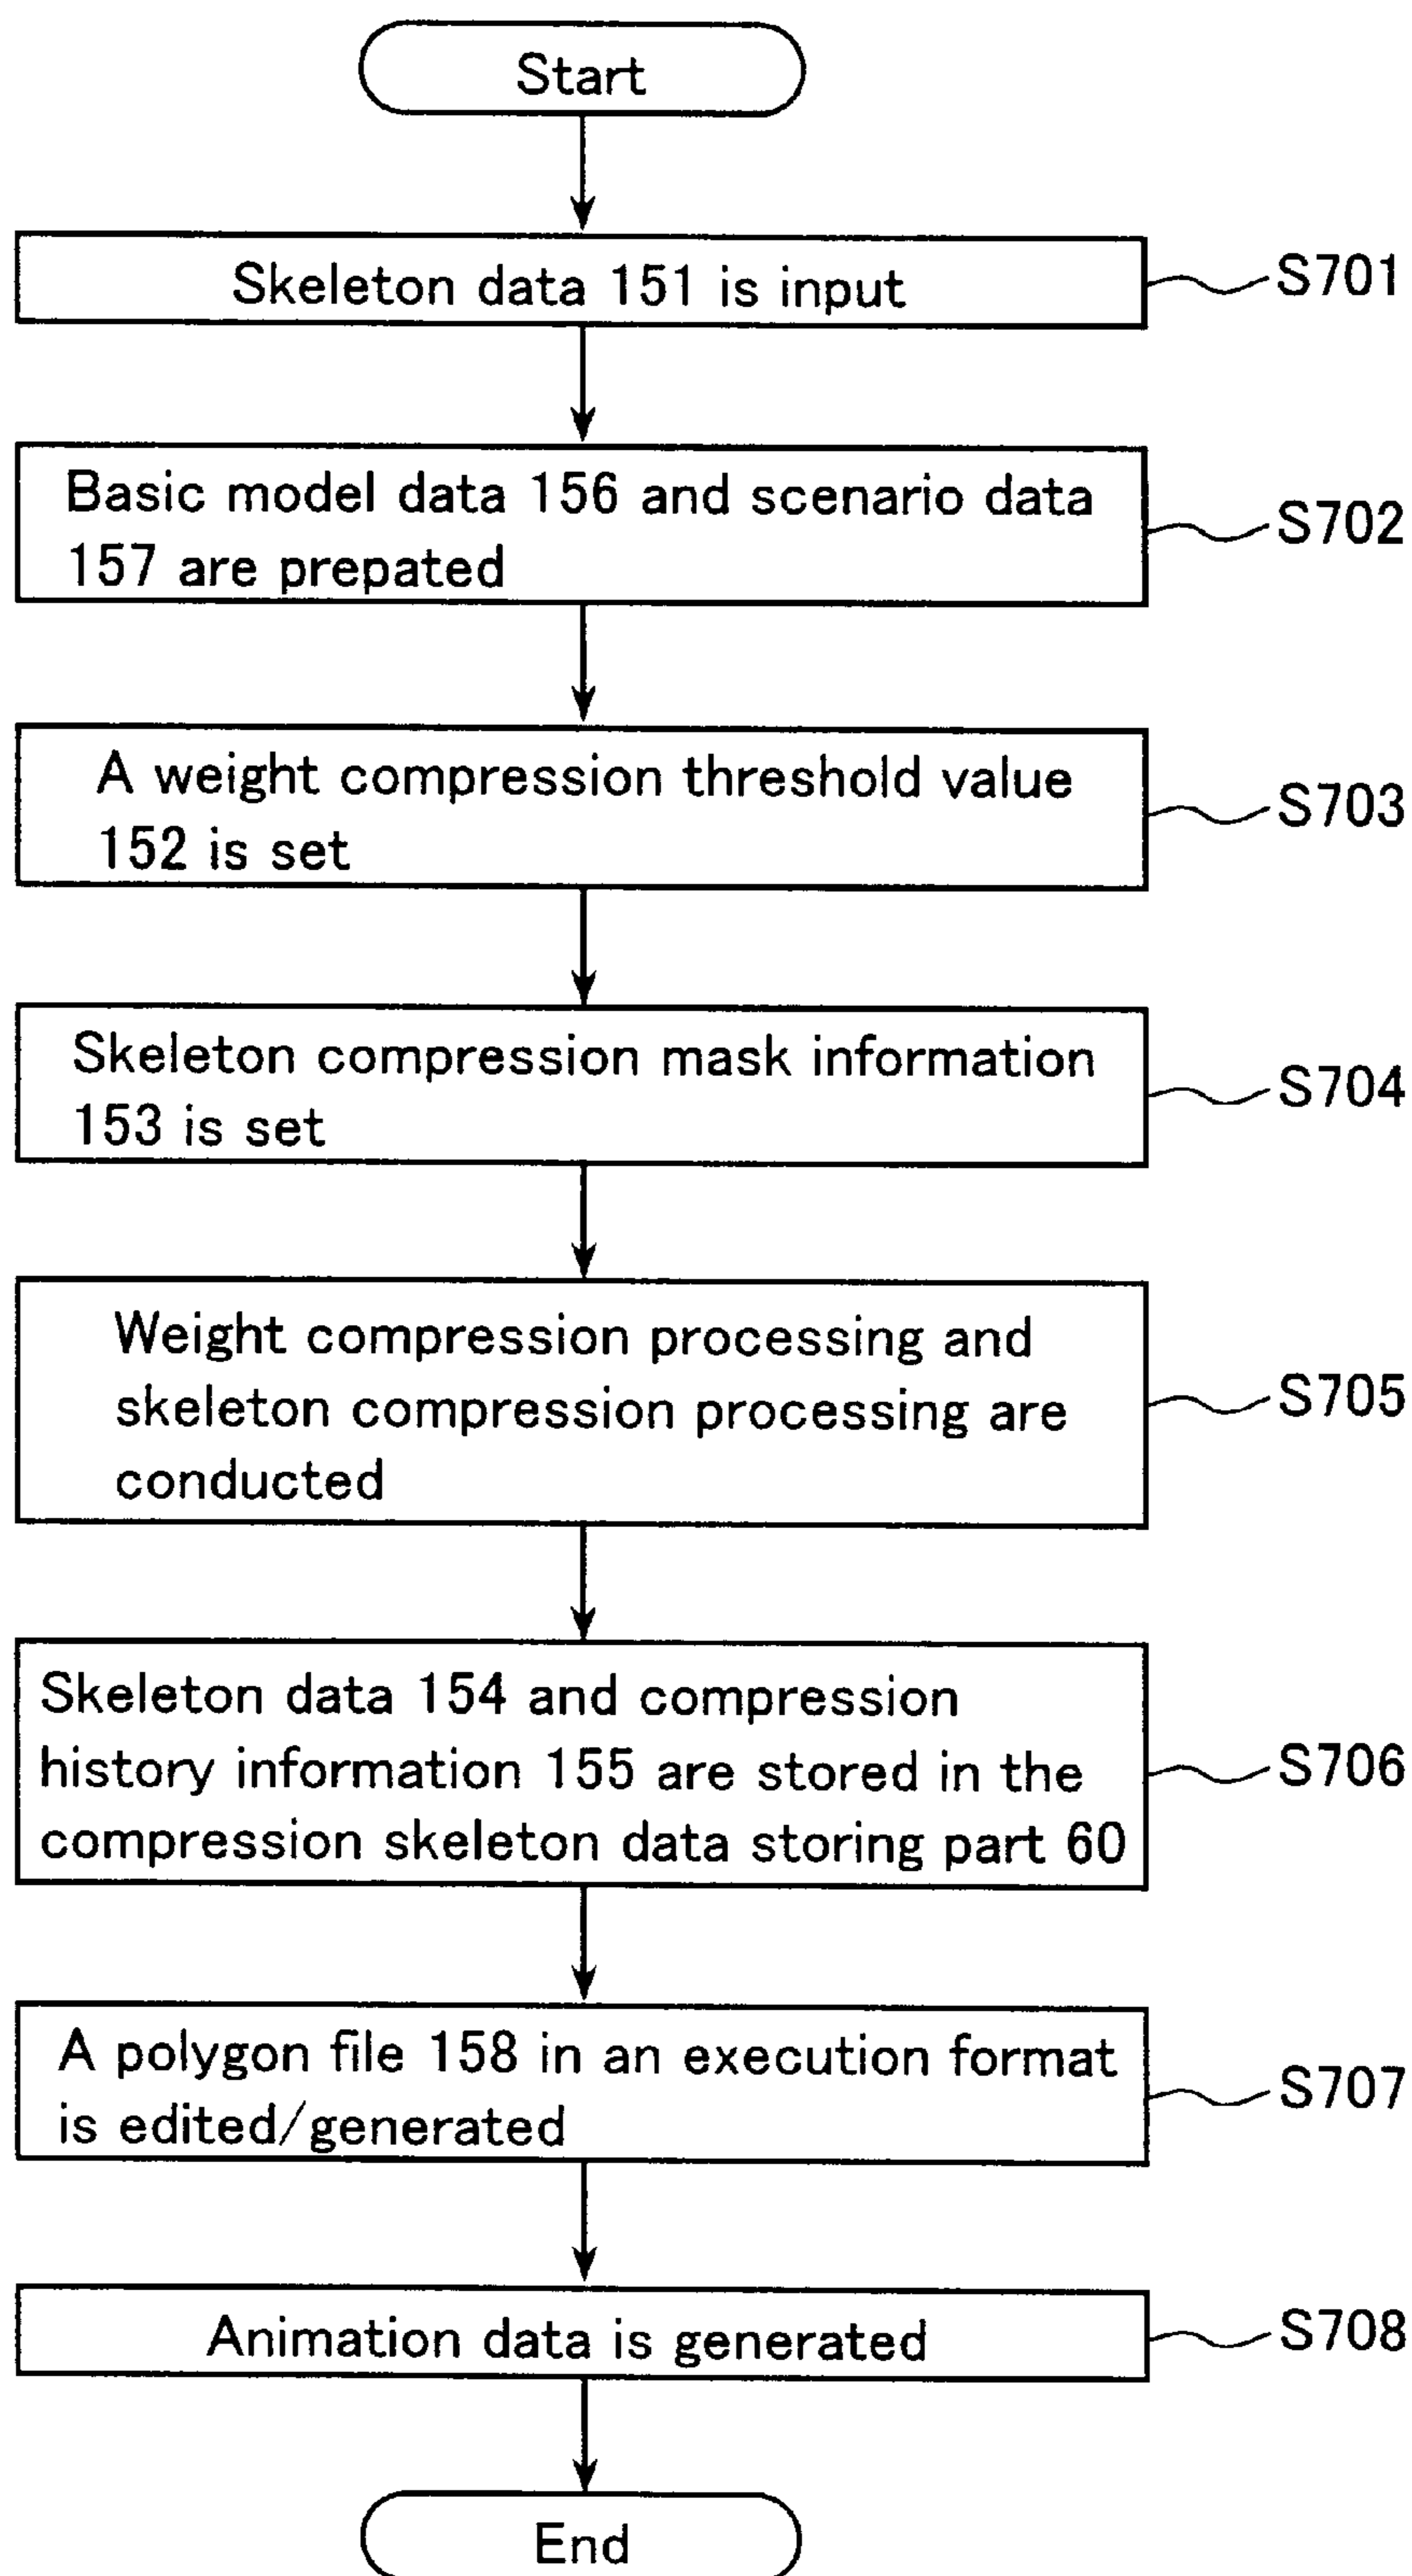 Start
Skeleton data 151 is input
S701
Basic model data 156 and scenario data
157 are prepated
S702
A weight compression threshold value
152 is set
S703
Skeleton compression mask information
153 is set
S704
Weight compression processing and
skeleton compression processing are
conducted
S705
Skeleton data 154 and compression
history information 155 are stored in the
compression skeleton data storing part 60
S706
A polygon file 158 in an execution format
is edited/generated
S707
Animation data is generated
S708
End